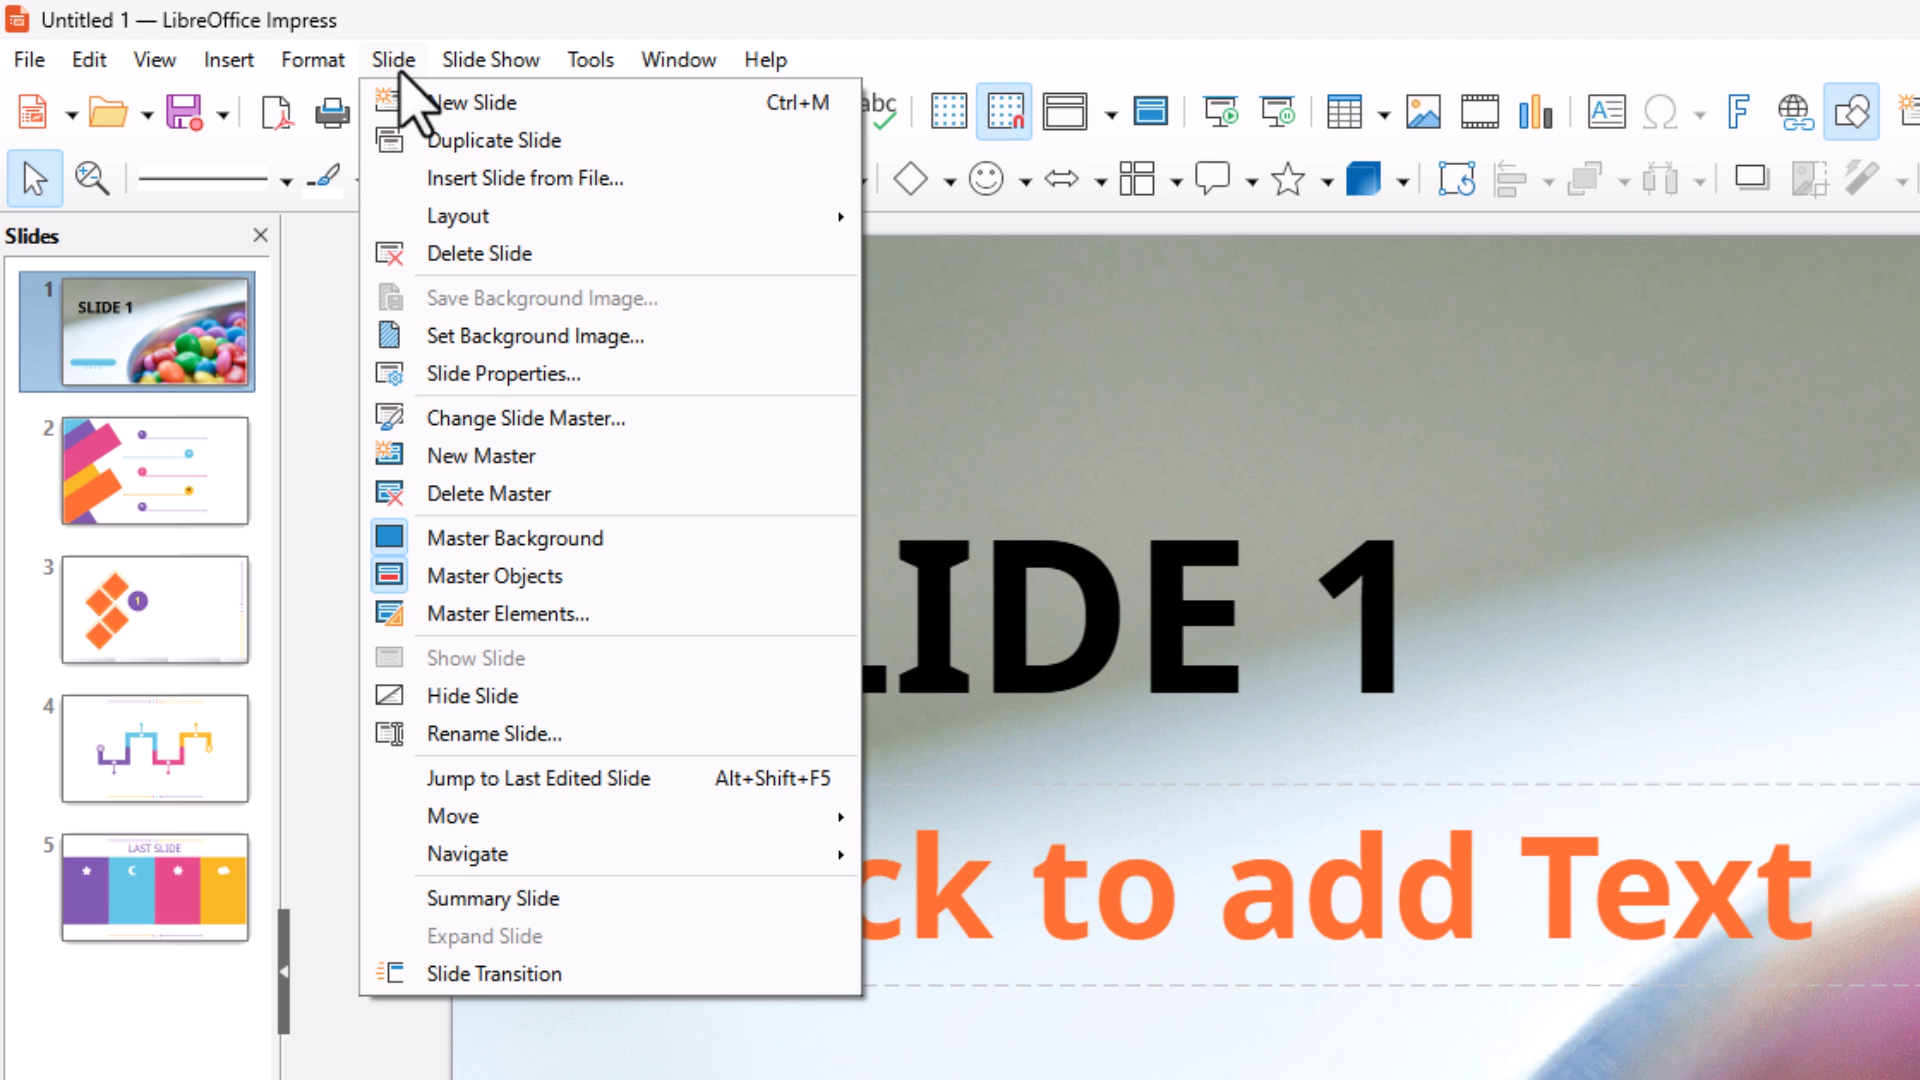 Untitled 1 — LibreOffice Impress
File Edit View Insert Format Slide Slide Show Tools Window Help
New Slide Ctrl+M
Duplicate Slide
Insert Slide from File...
Layout
Delete Slide
Save Background Image...
Set Background Image...
Slide Properties...
Change Slide Master...
New Master
Delete Master
Master Background
Master Objects
Master Elements...
Show Slide
Hide Slide
Rename Slide...
Jump to Last Edited Slide Alt+Shift+F5
Move
Navigate
Summary Slide
Expand Slide
Slide Transition
abc
Slides
1
SLIDE 1
2
3
1
4
5
LAST SLIDE
LIDE 1
ck to add Text